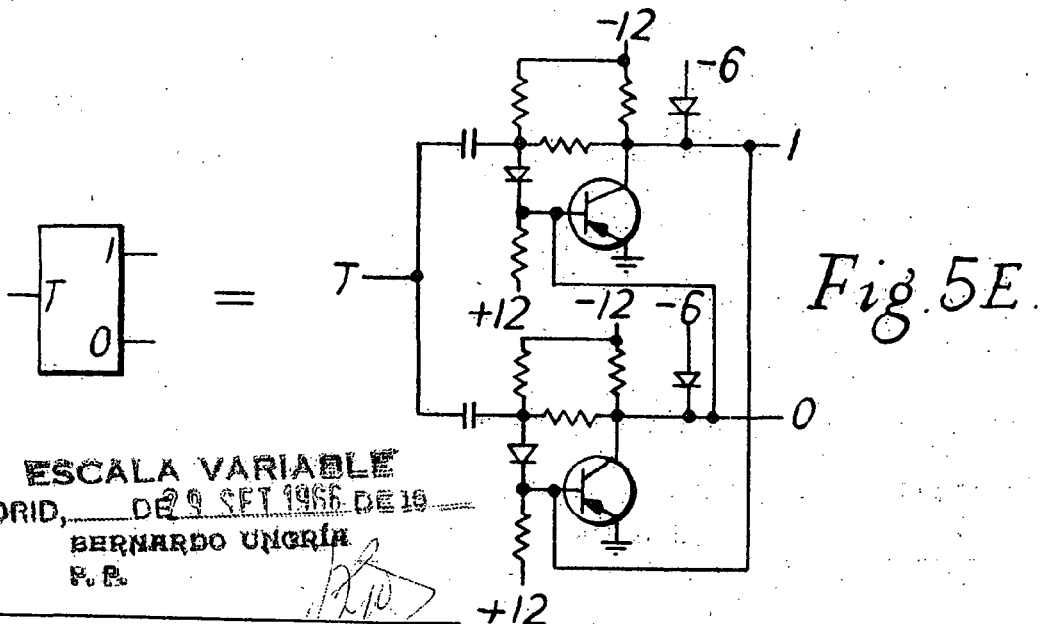 -12
-6
1
T
1
0
=
T
+12
-12
-6
0
+12
Fig. 5E.
ESCALA VARIABLE
DRID, DE 29 SET 1966 DE 19
BERNARDO UNGRÍA
P. P.